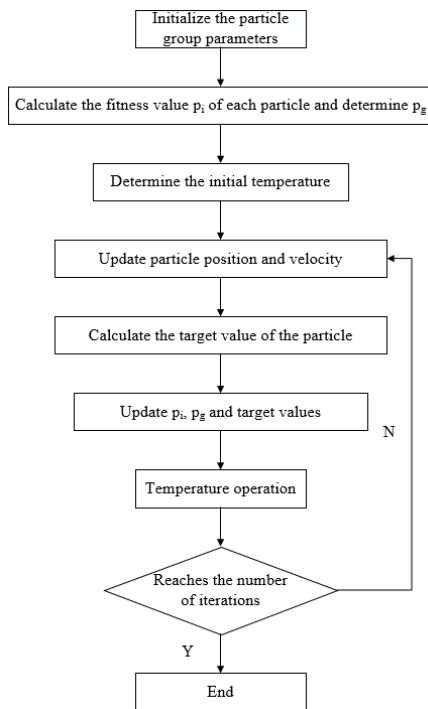 Initialize the particle
group parameters
Calculate the fitness value pᵢ of each particle and determine p₉
Determine the initial temperature
Update particle position and velocity
Calculate the target value of the particle
Update pᵢ, p₉ and target values
N
Temperature operation
Reaches the number
of iterations
Y
End